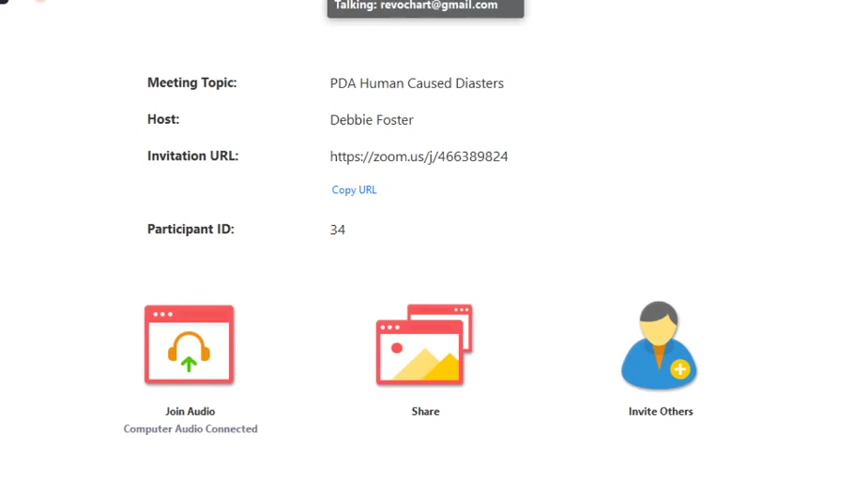 Talking: revochart@gmail.com
Meeting Topic: PDA Human Caused Diasters
Host: Debbie Foster
Invitation URL: https://zoom.us/j/466389824
Copy URL
Participant ID: 34
Join Audio Share Invite Others
Computer Audio Connected